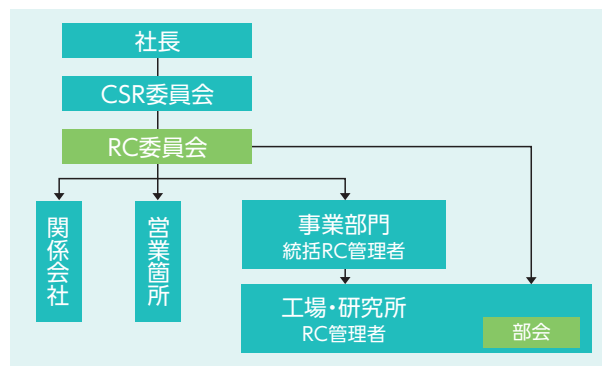 社長
CSR委員会
RC委員会
関係会社
営業箇所
事業部門
統括RC管理者
工場・研究所
RC管理者
部会